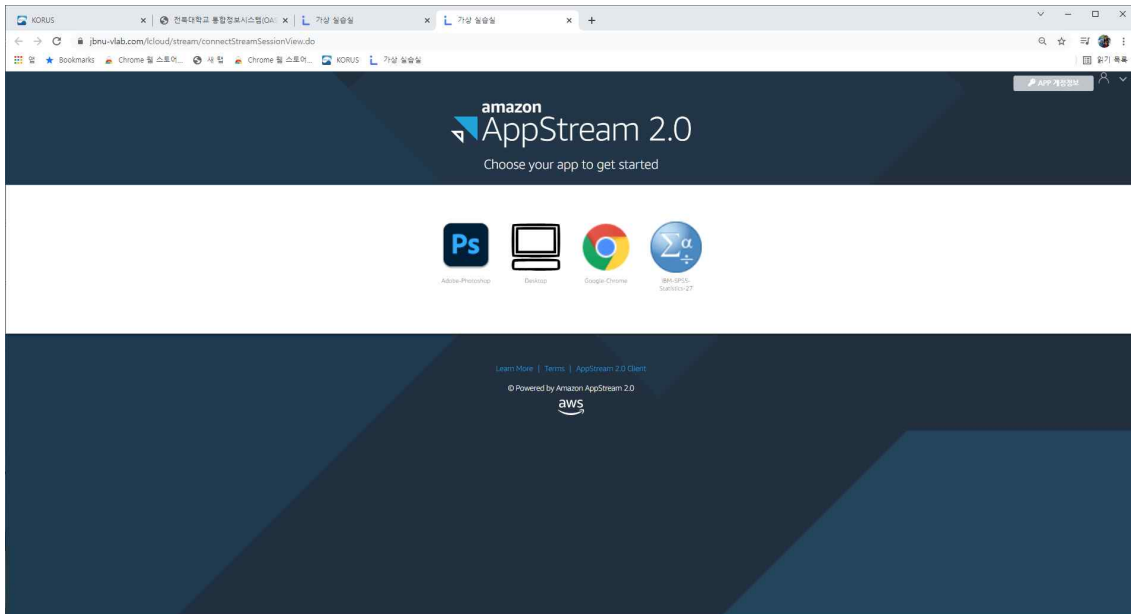 KORUS
전북대학교 통합정보시스템(OA
가상 실습실
가상 실습실
jbnu-vlab.com/lcloud/stream/connectStreamSessionView.do
앱
Bookmarks
Chrome 웹 스토어...
새 탭
Chrome 웹 스토어...
KORUS
가상 실습실
읽기 목록
APP 계정정보
amazon
AppStream 2.0
Choose your app to get started
Ps
Σα÷
Adobe-Photoshop
Desktop
Google-Chrome
IBM-SPSS-
Statistics-27
Learn More | Terms | AppStream 2.0 Client
© Powered by Amazon AppStream 2.0
aws